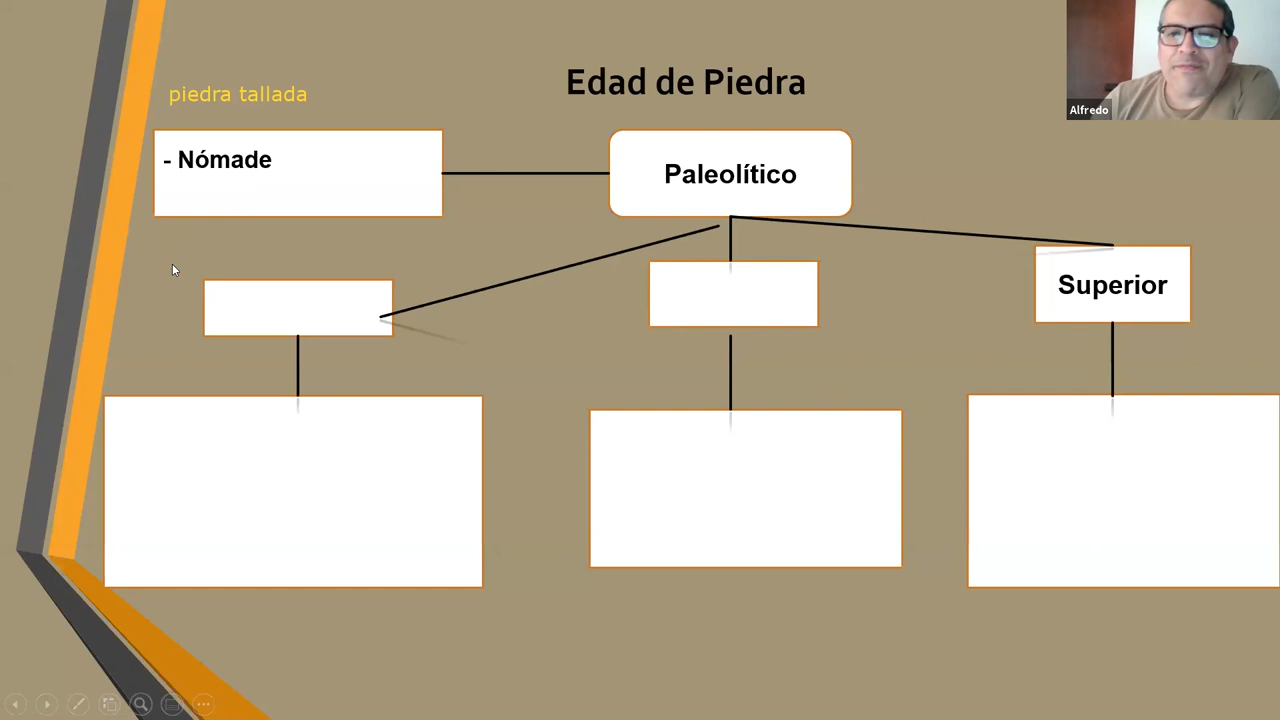 Edad de Piedra
Alfredo
piedra tallada
- Nómade
Paleolítico
Superior